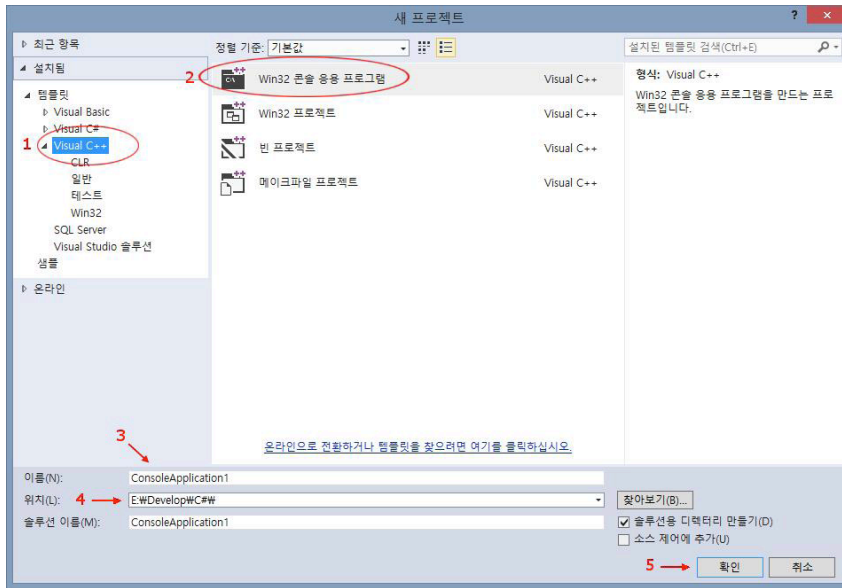 새 프로젝트
?
▷ 최근 항목
◢ 설치됨
◢ 템플릿
▷ Visual Basic
▷ Visual C#
1 ◢ Visual C++
CLR
일반
테스트
Win32
SQL Server
Visual Studio 솔루션
샘플
▷ 온라인
정렬 기준: 기본값
2 Win32 콘솔 응용 프로그램 Visual C++
Win32 프로젝트 Visual C++
빈 프로젝트 Visual C++
메이크파일 프로젝트 Visual C++
온라인으로 전환하거나 템플릿을 찾으려면 여기를 클릭하십시오.
설치된 템플릿 검색(Ctrl+E)
형식: Visual C++
Win32 콘솔 응용 프로그램을 만드는 프로
젝트입니다.
3
이름(N): ConsoleApplication1
위치(L): 4 E:₩Develop₩C#₩ 찾아보기(B)...
솔루션 이름(M): ConsoleApplication1
솔루션용 디렉터리 만들기(D)
소스 제어에 추가(U)
5 확인 취소